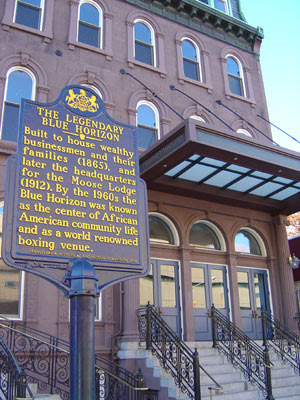 THE LEGENDARY
BLUE HORIZON
Built to house wealthy
businessmen and their
families (1865), and
later the headquarters
for the Moose Lodge
(1912). By the 1960s the
Blue Horizon was known
as the center of African
American community life
and as a world renowned
boxing venue.